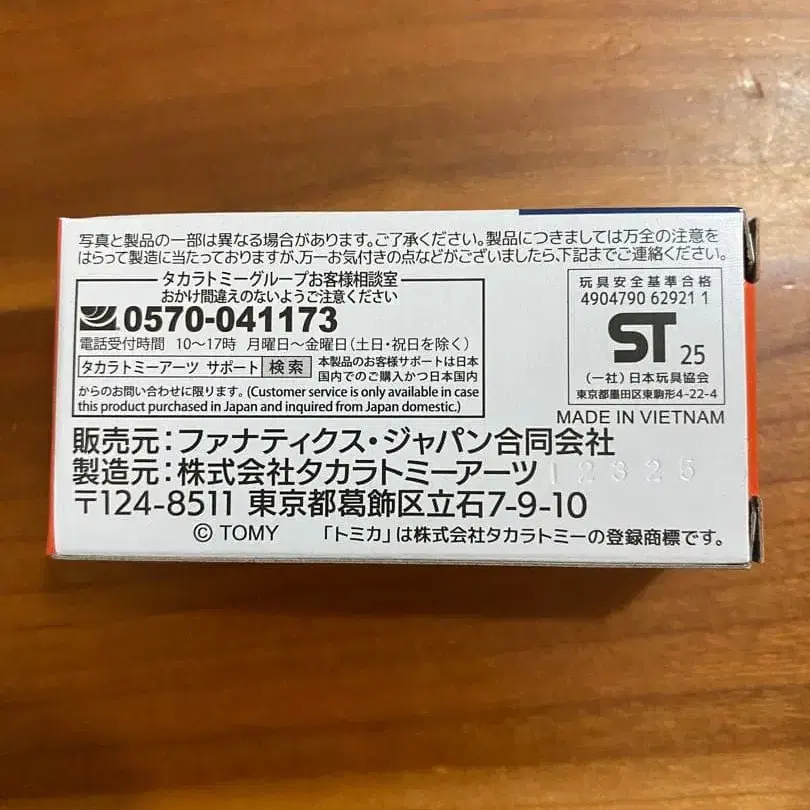 写真と製品の一部は異なる場合があります。ご了承ください。製品につきましては万全の注意を
はらって製造に当たっておりますが、万一お気付きの点などがございましたら、下記までご連絡ください。
タカラトミーグループお客様相談室
おかけ間違えのないようご注意ください
0570-041173
電話受付時間 10〜17時 月曜日〜金曜日(土日・祝日を除く)
タカラトミーアーツ サポート 検索 本製品のお客様サポートは日本
国内でのご購入かつ日本国内
からのお問い合わせに限ります。(Customer service is only available in case
this product purchased in Japan and inquired from Japan domestic.)
玩具安全基準合格
4904790 62921 1
ST 25
(一社)日本玩具協会
東京都墨田区東駒形4-22-4
MADE IN VIETNAM
販売元:ファナティクス・ジャパン合同会社
製造元:株式会社タカラトミーアーツ
12325
〒124-8511 東京都葛飾区立石7-9-10
© TOMY 「トミカ」は株式会社タカラトミーの登録商標です。